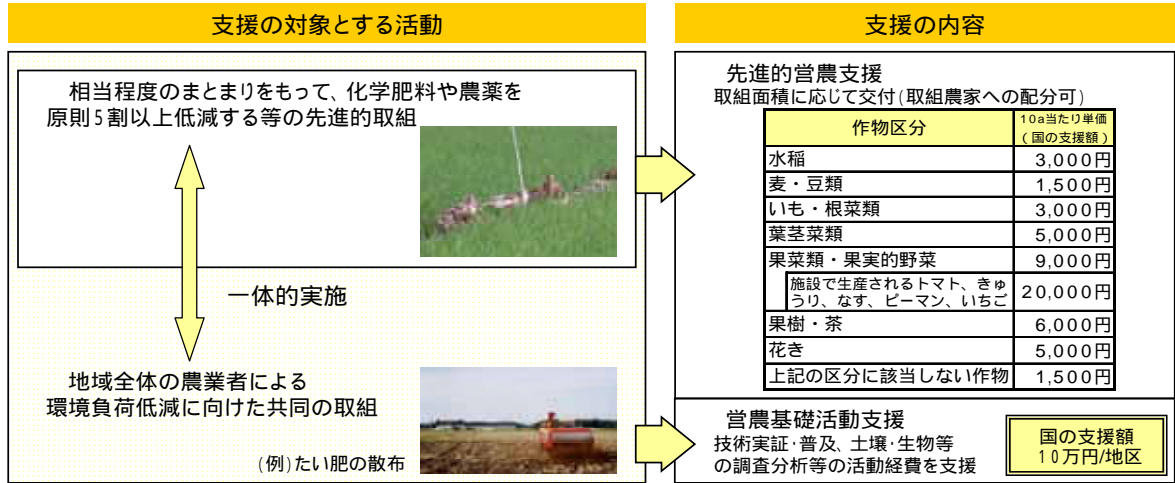 支援の対象とする活動
相当程度のまとまりをもって、化学肥料や農薬を
原則5割以上低減する等の先進的取組
一体的実施
地域全体の農業者による
環境負荷低減に向けた共同の取組
(例)たい肥の散布
支援の内容
先進的営農支援
取組面積に応じて交付(取組農家への配分可)
作物区分 10a当たり単価
(国の支援額)
水稲 3,000円
麦・豆類 1,500円
いも・根菜類 3,000円
葉茎菜類 5,000円
果菜類・果実的野菜 9,000円
施設で生産されるトマト、きゅ
うり、なす、ピーマン、いちご 20,000円
果樹・茶 6,000円
花き 5,000円
上記の区分に該当しない作物 1,500円
営農基礎活動支援
技術実証・普及、土壌・生物等
の調査分析等の活動経費を支援
国の支援額
10万円/地区